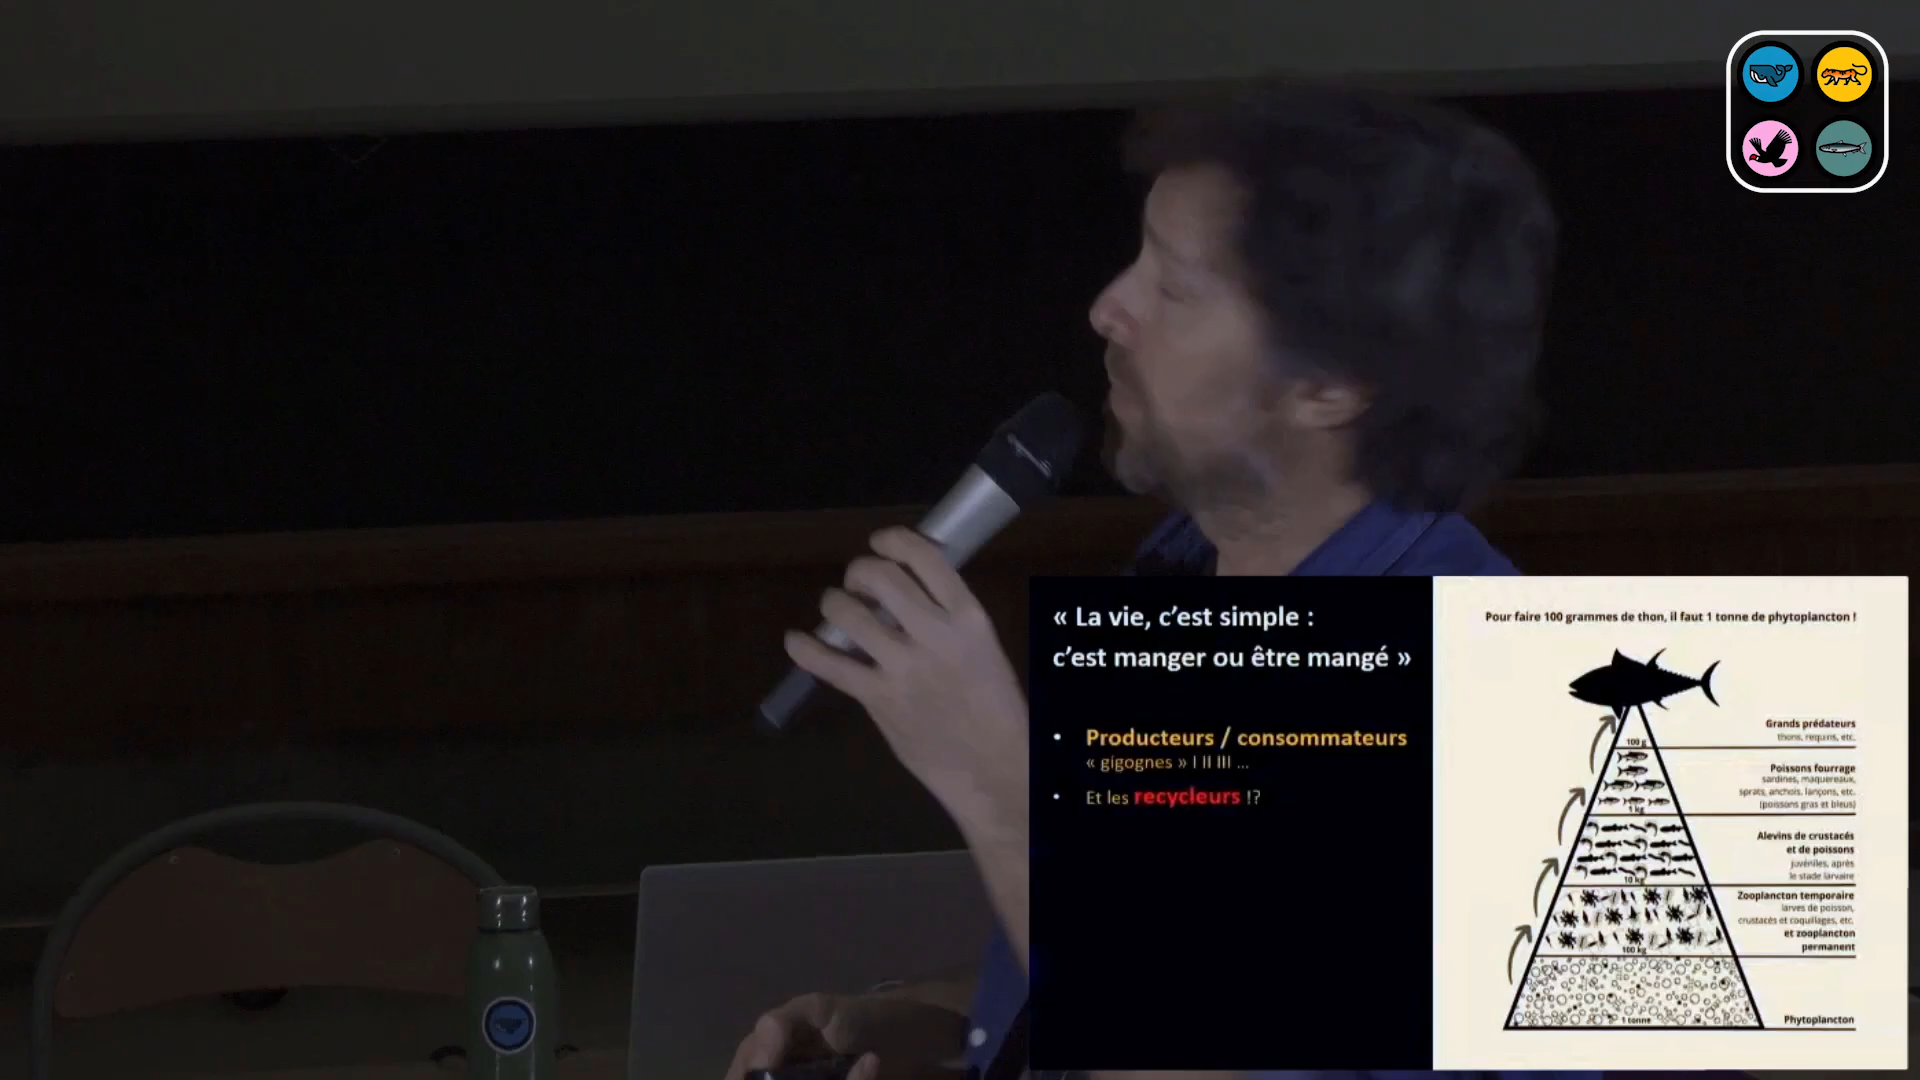 « La vie, c’est simple :
c’est manger ou être mangé »
• Producteurs / consommateurs
« gigognes » I II III ...
• Et les recycleurs !?
Pour faire 100 grammes de thon, il faut 1 tonne de phytoplancton !
Grands prédateurs
thons, requins, etc.
100 g
Poissons fourrage
sardines, maquereaux,
sprats, anchois, lançons, etc.
(poissons gras et bleus)
1 kg
Alevins de crustacés
et de poissons
juvéniles, après
le stade larvaire
10 kg
Zooplancton temporaire
larves de poisson,
crustacés et coquillages, etc.
et zooplancton
permanent
100 kg
Phytoplancton
1 tonne